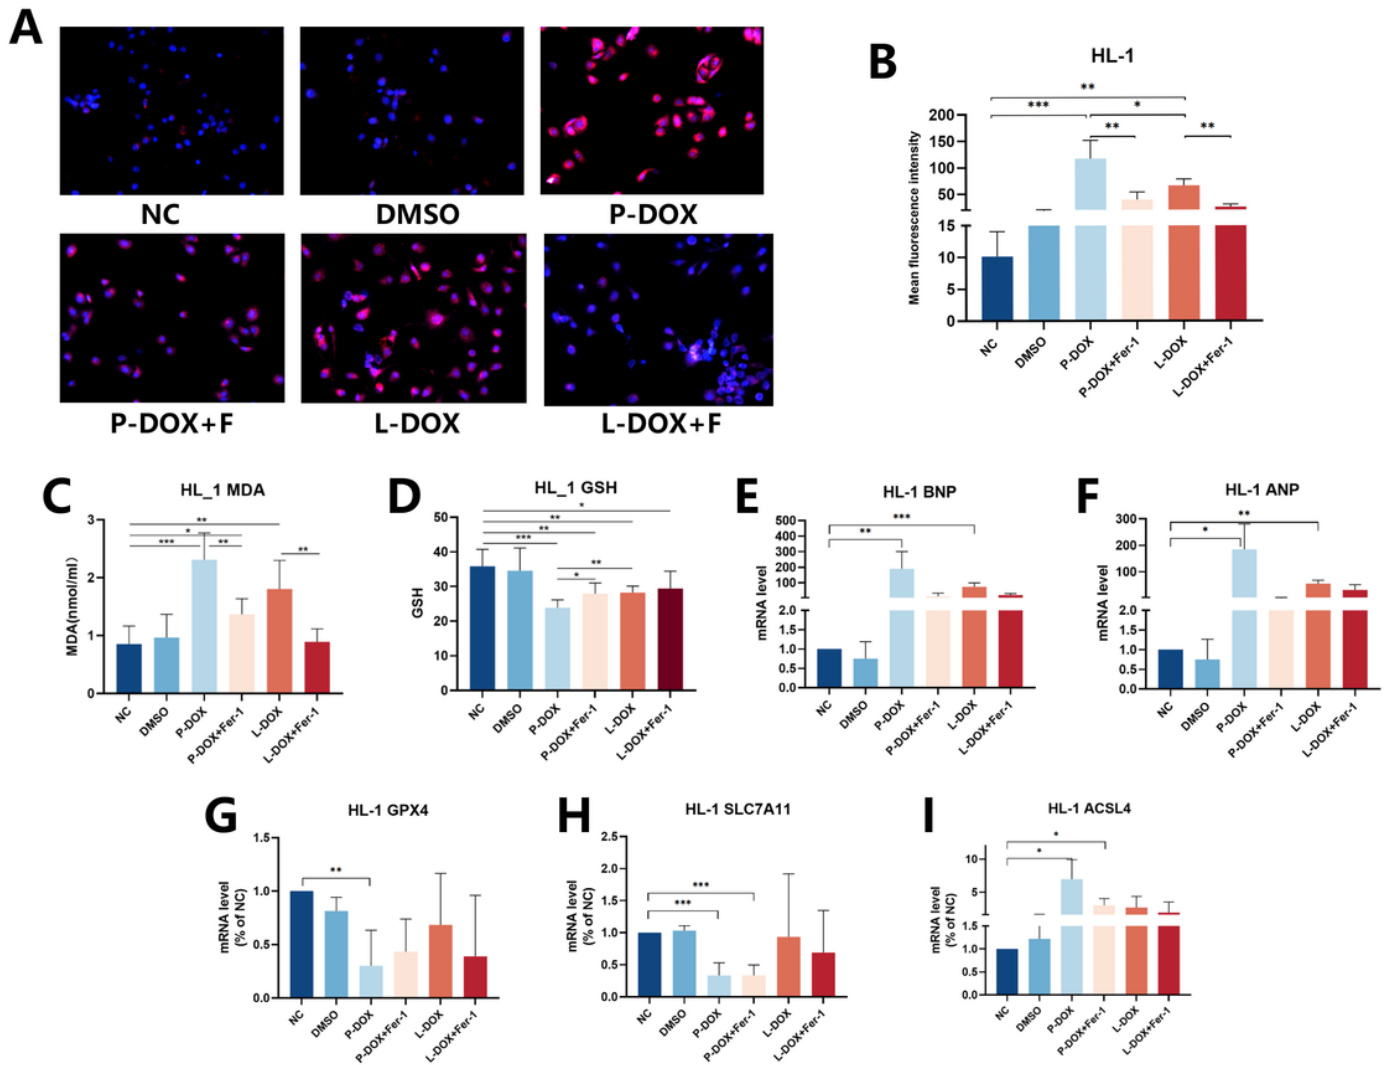 A
NC
DMSO
P-DOX
P-DOX+F
L-DOX
L-DOX+F
B
HL-1
**
***
*
**
**
Mean fluorescence intensity
200
150
100
50
15
10
5
0
NC
DMSO
P-DOX
P-DOX+Fer-1
L-DOX
L-DOX+Fer-1
C
HL_1 MDA
**
*
***
**
**
MDA(nmol/ml)
3
2
1
0
NC
DMSO
P-DOX
P-DOX+Fer-1
L-DOX
L-DOX+Fer-1
D
HL_1 GSH
*
**
**
***
**
*
GSH
50
40
30
20
10
0
NC
DMSO
P-DOX
P-DOX+Fer-1
L-DOX
L-DOX+Fer-1
E
HL-1 BNP
***
**
mRNA level
500
400
300
200
100
2.0
1.5
1.0
0.5
0.0
NC
DMSO
P-DOX
P-DOX+Fer-1
L-DOX
L-DOX+Fer-1
F
HL-1 ANP
**
*
mRNA level
300
200
100
2.0
1.5
1.0
0.5
0.0
NC
DMSO
P-DOX
P-DOX+Fer-1
L-DOX
L-DOX+Fer-1
G
HL-1 GPX4
**
mRNA level
(% of NC)
1.5
1.0
0.5
0.0
NC
DMSO
P-DOX
P-DOX+Fer-1
L-DOX
L-DOX+Fer-1
H
HL-1 SLC7A11
***
***
mRNA level
(% of NC)
2.5
2.0
1.5
1.0
0.5
0.0
NC
DMSO
P-DOX
P-DOX+Fer-1
L-DOX
L-DOX+Fer-1
I
HL-1 ACSL4
*
*
mRNA level
(% of NC)
10
5
1.5
1.0
0.5
0.0
NC
DMSO
P-DOX
P-DOX+Fer-1
L-DOX
L-DOX+Fer-1